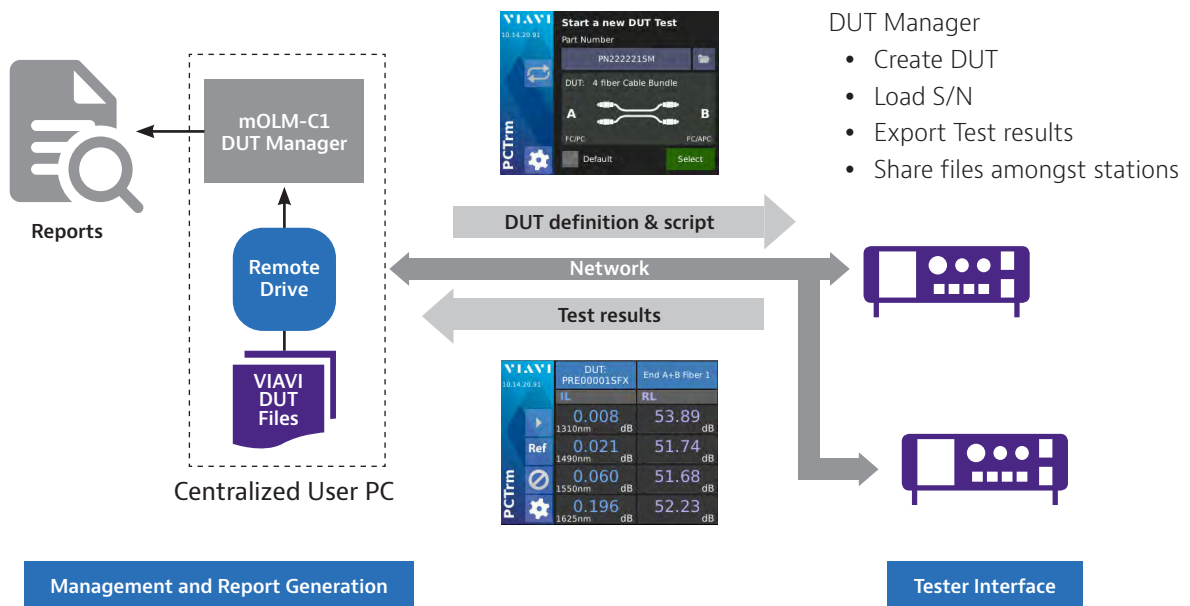 VIAVI
10.14.20.91
PCTrm
Start a new DUT Test
Part Number
PN222221SM
DUT: 4 fiber Cable Bundle
A
B
FC/PC
FC/APC
Default
Select
DUT Manager
• Create DUT
• Load S/N
• Export Test results
• Share files amongst stations
mOLM-C1
DUT Manager
Reports
Remote
Drive
VIAVI
DUT
Files
Centralized User PC
DUT definition & script
Network
Test results
VIAVI
10.14.20.91
Ref
PCTrm
DUT:
PRE00001SFX
End A+B Fiber 1
IL
RL
0.008
53.89
1310nm
dB
dB
0.021
51.74
1490nm
dB
dB
0.060
51.68
1550nm
dB
dB
0.196
52.23
1625nm
dB
dB
Management and Report Generation
Tester Interface